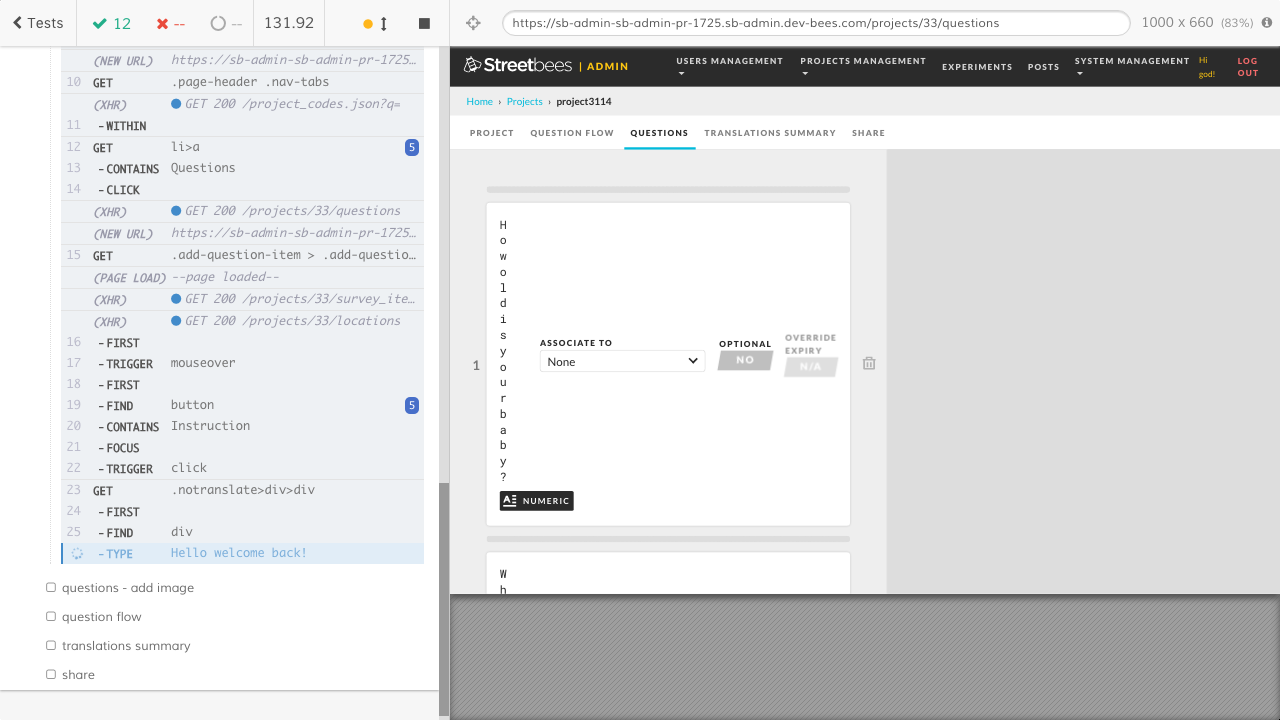 Tests
12
--
--
131.92
https://sb-admin-sb-admin-pr-1725.sb-admin.dev-bees.com/projects/33/questions
1000 x 660 (83%)
(NEW URL) https://sb-admin-sb-admin-pr-1725…
10 GET .page-header .nav-tabs
(XHR) GET 200 /project_codes.json?q=
11 -WITHIN
12 GET li>a 5
13 -CONTAINS Questions
14 -CLICK
(XHR) GET 200 /projects/33/questions
(NEW URL) https://sb-admin-sb-admin-pr-1725…
15 GET .add-question-item > .add-questio…
(PAGE LOAD) --page loaded--
(XHR) GET 200 /projects/33/survey_ite…
(XHR) GET 200 /projects/33/locations
16 -FIRST
17 -TRIGGER mouseover
18 -FIRST
19 -FIND button 5
20 -CONTAINS Instruction
21 -FOCUS
22 -TRIGGER click
23 GET .notranslate>div>div
24 -FIRST
25 -FIND div
-TYPE Hello welcome back!
questions - add image
question flow
translations summary
share
Streetbees | ADMIN
USERS MANAGEMENT
PROJECTS MANAGEMENT
EXPERIMENTS
POSTS
SYSTEM MANAGEMENT
Hi
god!
LOG
OUT
Home › Projects › project3114
PROJECT QUESTION FLOW QUESTIONS TRANSLATIONS SUMMARY SHARE
1
H
o
w
o
l
d
i
s
y
o
u
r
b
a
b
y
?
ASSOCIATE TO
None
OPTIONAL
NO
OVERRIDE
EXPIRY
N/A
NUMERIC
W
h